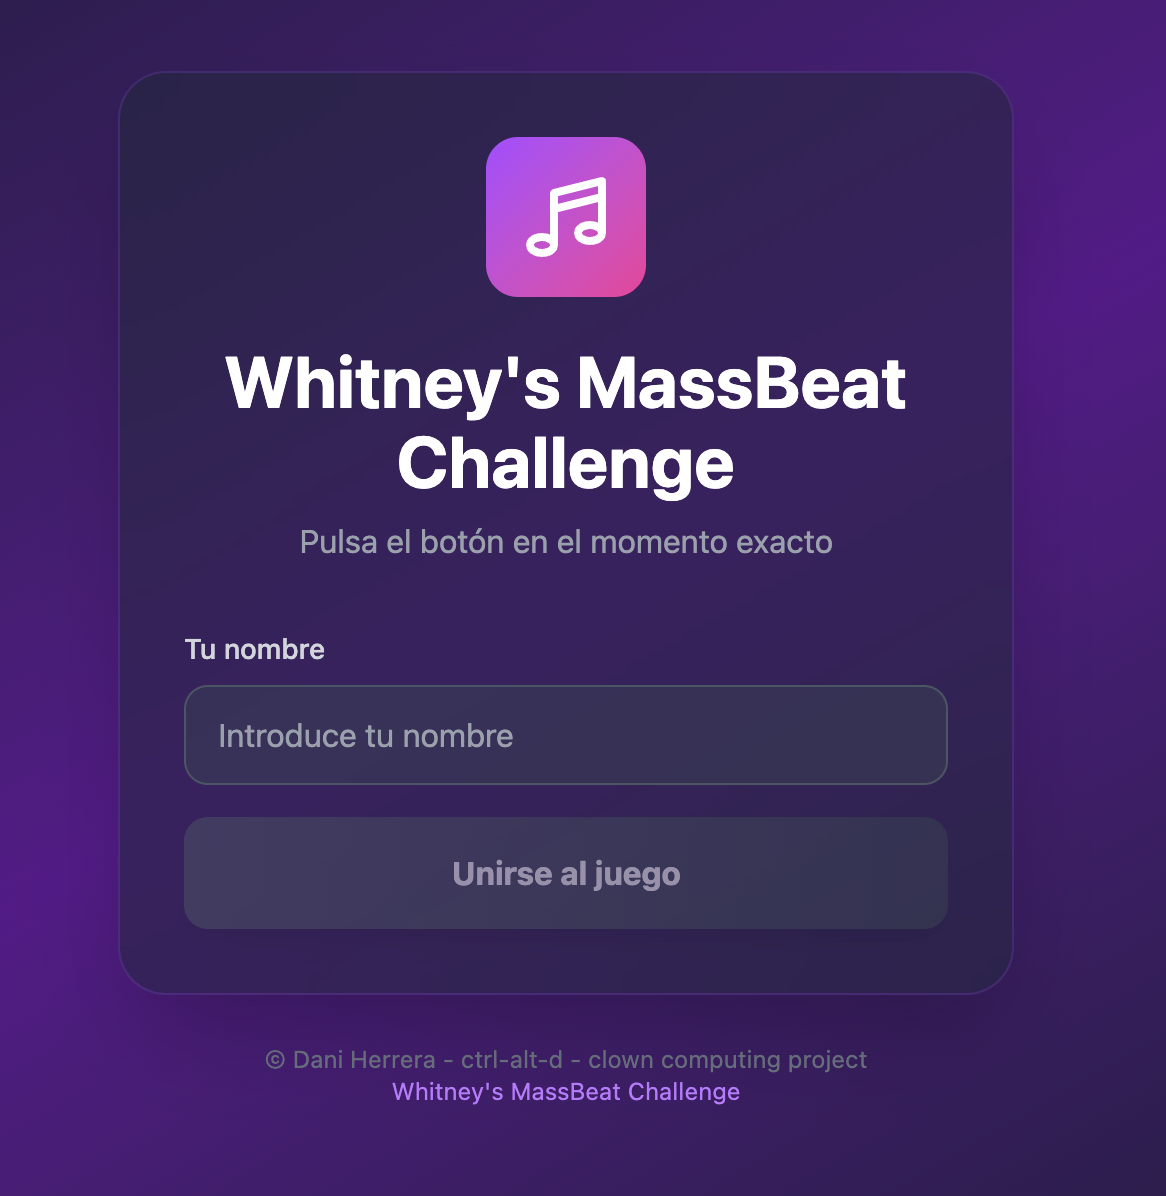 Whitney's MassBeat
Challenge
Pulsa el botón en el momento exacto
Tu nombre
Introduce tu nombre
Unirse al juego
© Dani Herrera - ctrl-alt-d - clown computing project
Whitney's MassBeat Challenge